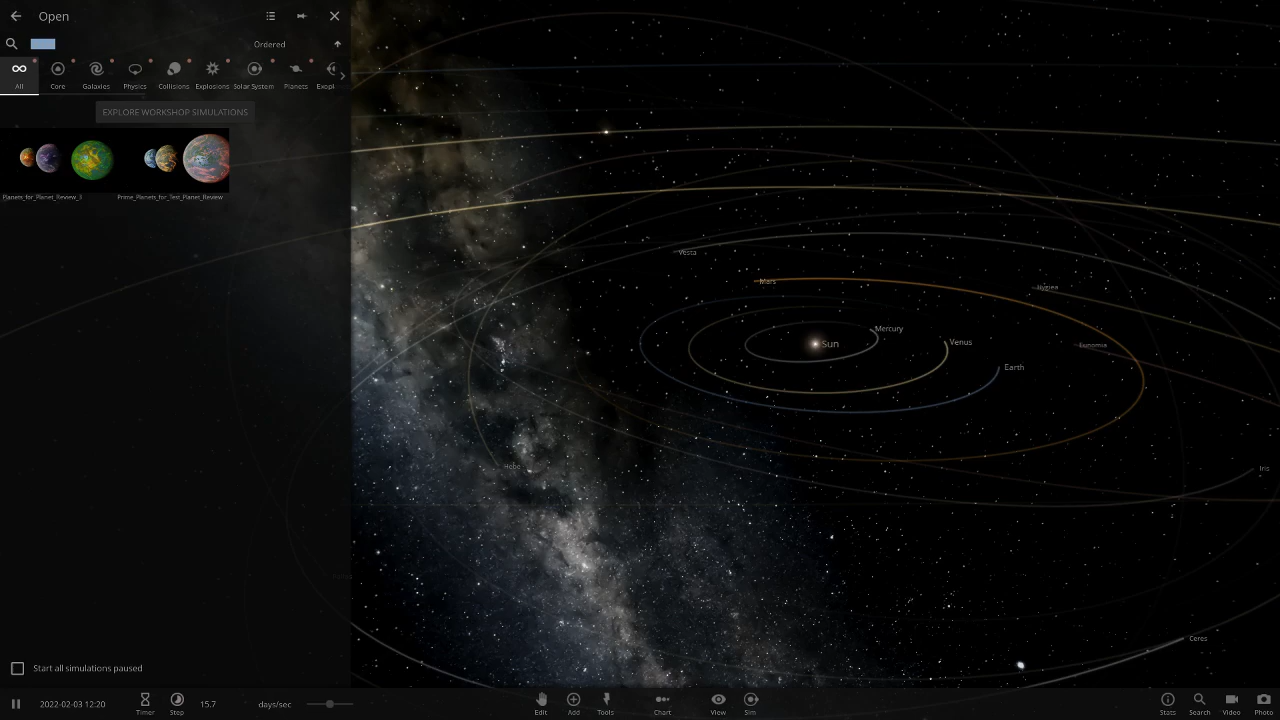 Open
Ordered
All
Core
Galaxies
Physics
Collisions
Explosions
Solar System
Planets
Expl
EXPLORE WORKSHOP SIMULATIONS
Planets_for_Planet_Review_3
Prime_Planets_for_Test_Planet_Review
Vesta
Mars
Hygiea
Mercury
Sun
Venus
Eunomia
Earth
Hebe
Iris
Ceres
Start all simulations paused
2022-02-03 12:20
Timer
Step
15.7
days/sec
Edit
Add
Tools
Chart
View
Sim
Stats
Search
Video
Photo